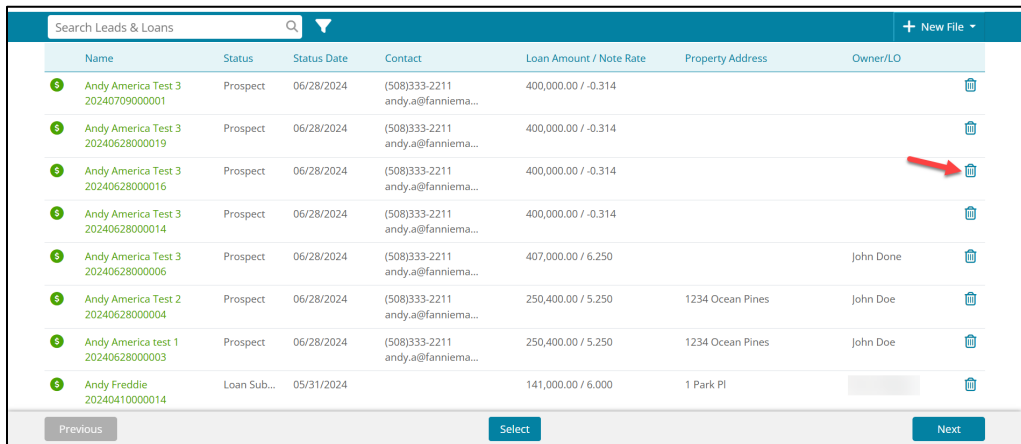 Search Leads & Loans
+ New File
Name Status Status Date Contact Loan Amount / Note Rate Property Address Owner/LO
Andy America Test 3 Prospect 06/28/2024 (508)333-2211 400,000.00 / -0.314
20240709000001 andy.a@fanniema...
Andy America Test 3 Prospect 06/28/2024 (508)333-2211 400,000.00 / -0.314
20240628000019 andy.a@fanniema...
Andy America Test 3 Prospect 06/28/2024 (508)333-2211 400,000.00 / -0.314
20240628000016 andy.a@fanniema...
Andy America Test 3 Prospect 06/28/2024 (508)333-2211 400,000.00 / -0.314
20240628000014 andy.a@fanniema...
Andy America Test 3 Prospect 06/28/2024 (508)333-2211 407,000.00 / 6.250 John Done
20240628000006 andy.a@fanniema...
Andy America Test 2 Prospect 06/28/2024 (508)333-2211 250,400.00 / 5.250 1234 Ocean Pines John Doe
20240628000004 andy.a@fanniema...
Andy America test 1 Prospect 06/28/2024 (508)333-2211 250,400.00 / 5.250 1234 Ocean Pines John Doe
20240628000003 andy.a@fanniema...
Andy Freddie Loan Sub... 05/31/2024 141,000.00 / 6.000 1 Park Pl
20240410000014
Previous Select Next